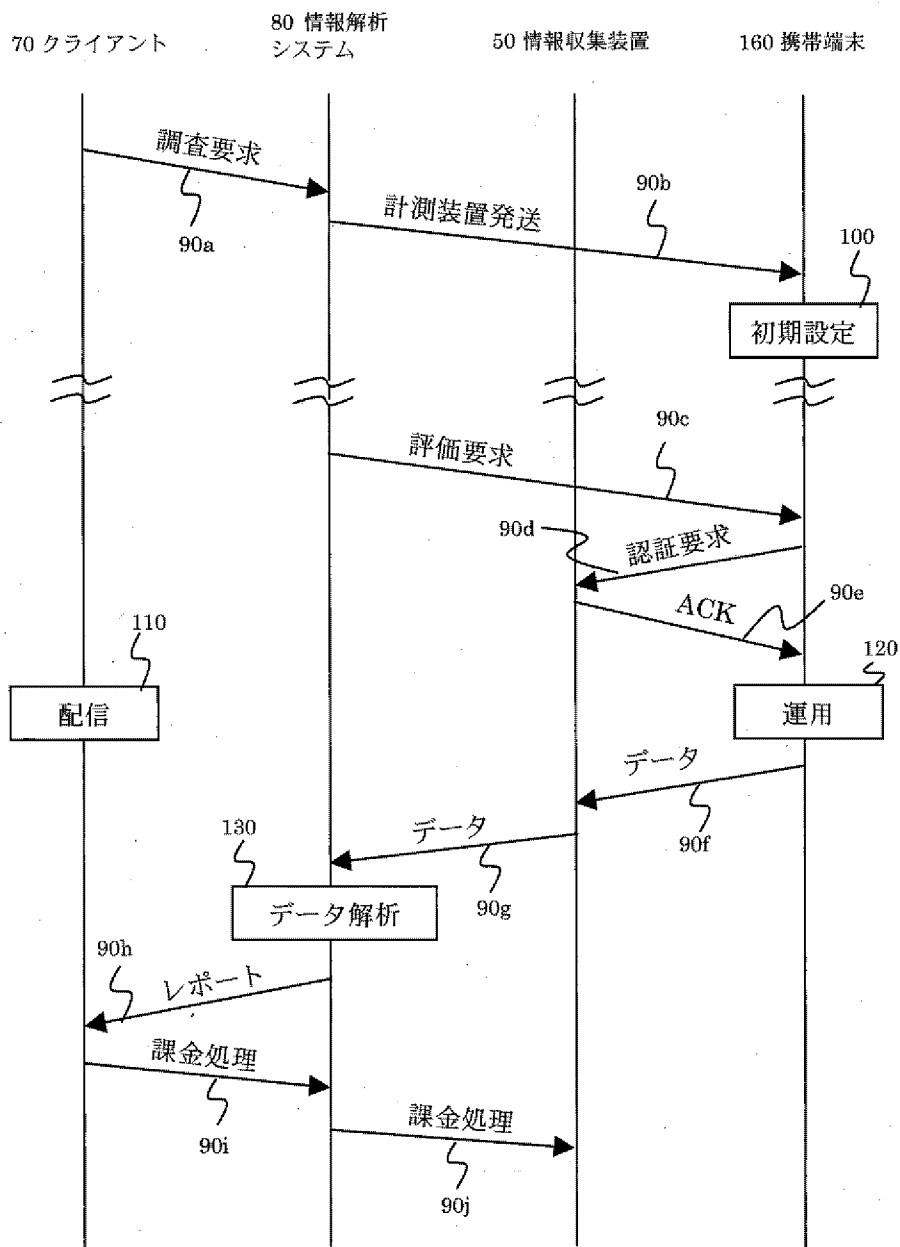 70 クライアント
80 情報解析
システム
50 情報収集装置
160 携帯端末
調査要求
90a
計測装置発送
90b
100
初期設定
評価要求
90c
90d
認証要求
ACK
90e
110
配信
120
運用
データ
90f
データ
90g
130
データ解析
90h
レポート
課金処理
90i
課金処理
90j